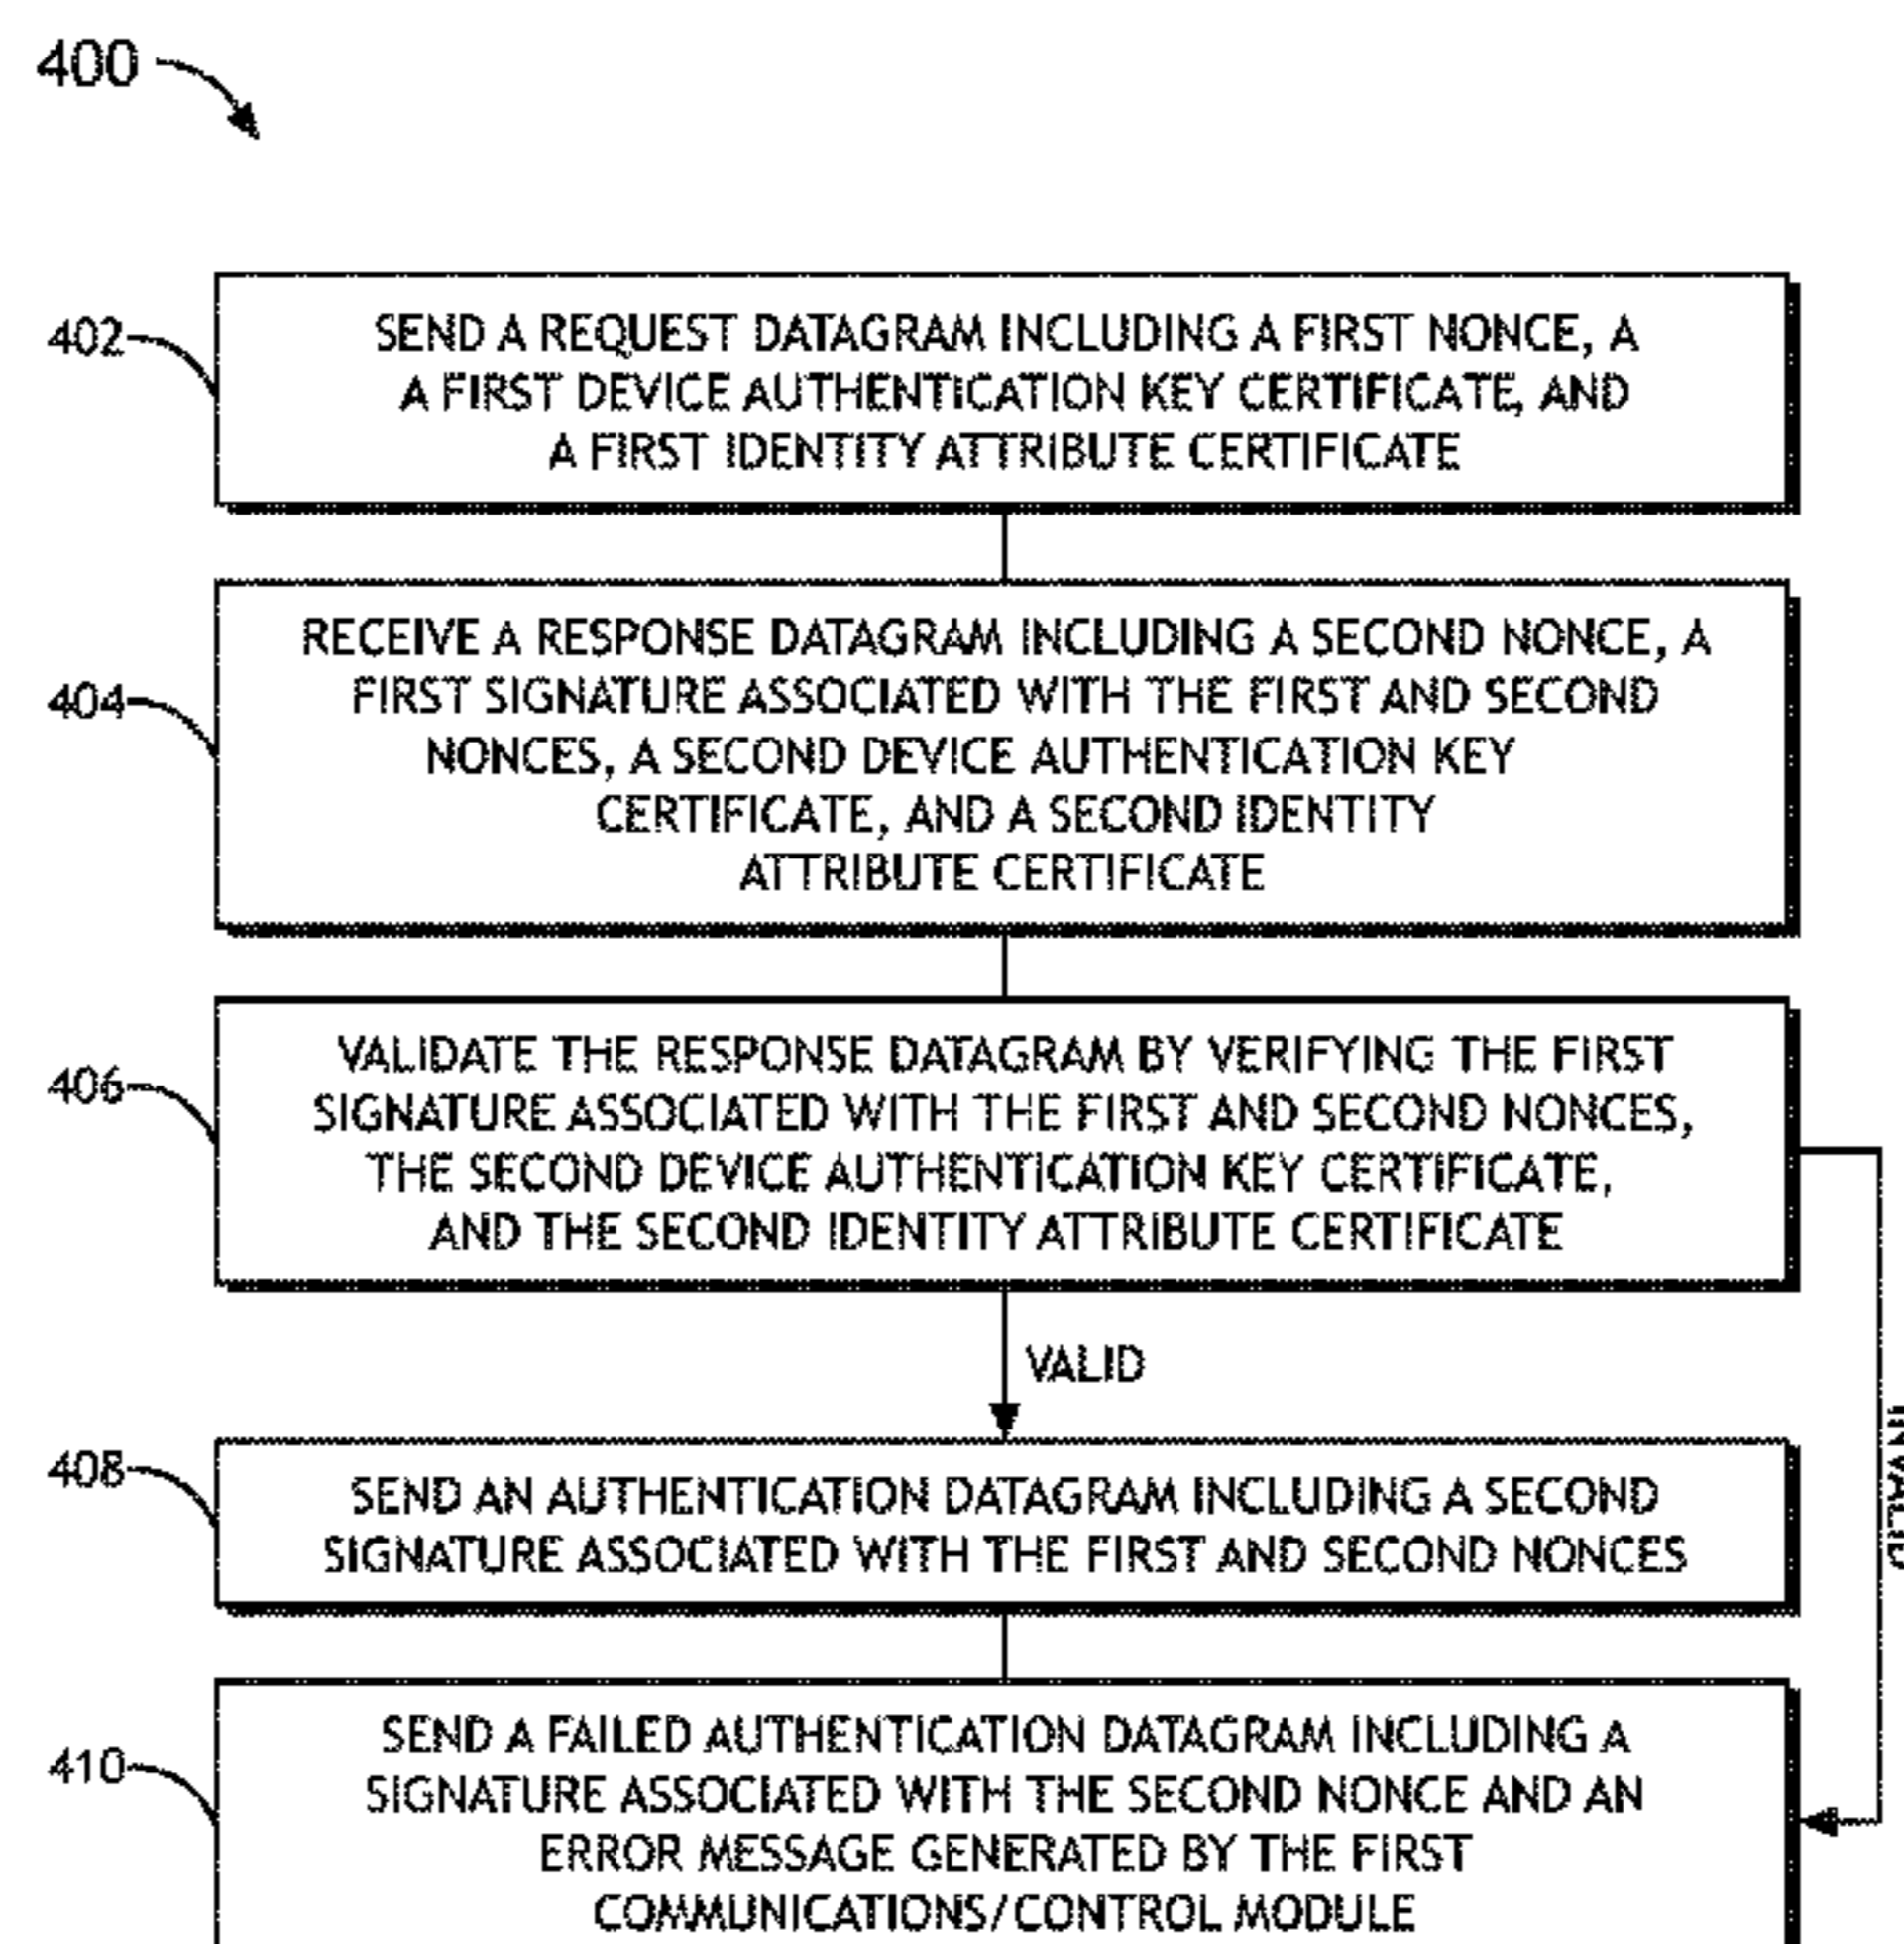 400
402
SEND A REQUEST DATAGRAM INCLUDING A FIRST NONCE, A
A FIRST DEVICE AUTHENTICATION KEY CERTIFICATE, AND
A FIRST IDENTITY ATTRIBUTE CERTIFICATE
404
RECEIVE A RESPONSE DATAGRAM INCLUDING A SECOND NONCE, A
FIRST SIGNATURE ASSOCIATED WITH THE FIRST AND SECOND
NONCES, A SECOND DEVICE AUTHENTICATION KEY
CERTIFICATE, AND A SECOND IDENTITY
ATTRIBUTE CERTIFICATE
406
VALIDATE THE RESPONSE DATAGRAM BY VERIFYING THE FIRST
SIGNATURE ASSOCIATED WITH THE FIRST AND SECOND NONCES,
THE SECOND DEVICE AUTHENTICATION KEY CERTIFICATE,
AND THE SECOND IDENTITY ATTRIBUTE CERTIFICATE
VALID
INVALID
408
SEND AN AUTHENTICATION DATAGRAM INCLUDING A SECOND
SIGNATURE ASSOCIATED WITH THE FIRST AND SECOND NONCES
410
SEND A FAILED AUTHENTICATION DATAGRAM INCLUDING A
SIGNATURE ASSOCIATED WITH THE SECOND NONCE AND AN
ERROR MESSAGE GENERATED BY THE FIRST
COMMUNICATIONS/CONTROL MODULE